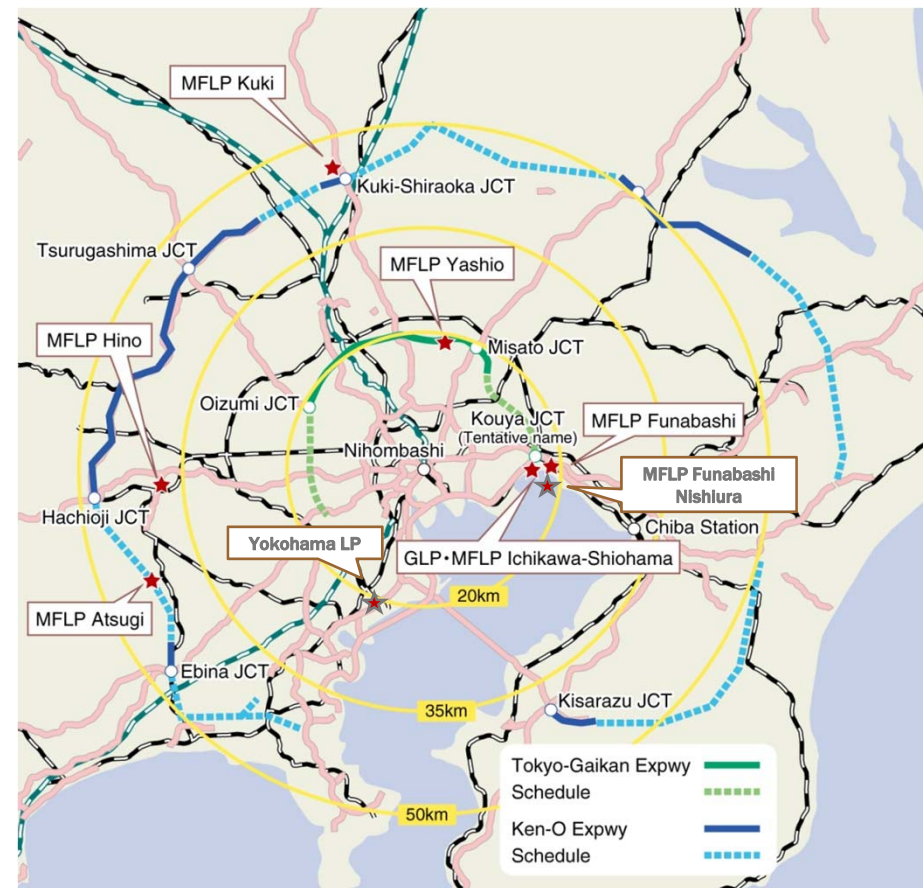 MFLP Kuki
Kuki-Shiraoka JCT
Tsurugashima JCT
MFLP Yashio
MFLP Hino
Misato JCT
Oizumi JCT
Kouya JCT
(Tentative name)
MFLP Funabashi
Nihombashi
MFLP Funabashi
Nishiura
Hachioji JCT
Chiba Station
Yokohama LP
GLP・MFLP Ichikawa-Shiohama
20km
MFLP Atsugi
Ebina JCT
Kisarazu JCT
35km
50km
Tokyo-Gaikan Expwy
Schedule
Ken-O Expwy
Schedule